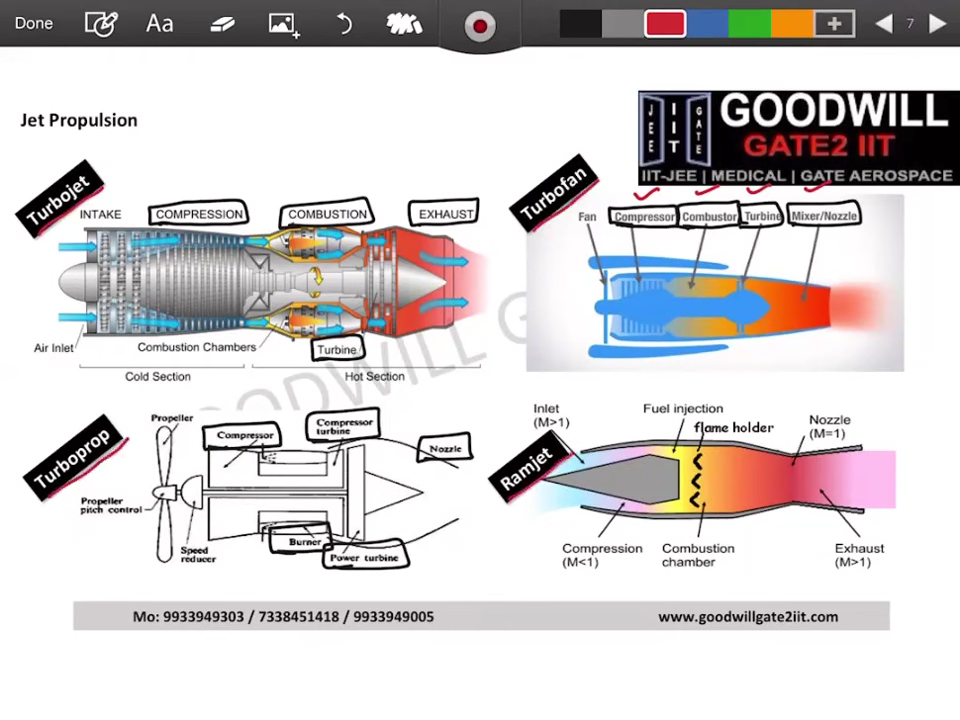 Done
Aa
7
Jet Propulsion
JEE
IIT
GATE
GOODWILL
GATE2 IIT
IIT-JEE | MEDICAL | GATE AEROSPACE
Turbojet
INTAKE
COMPRESSION
COMBUSTION
EXHAUST
Air Inlet
Combustion Chambers
Turbine
Cold Section
Hot Section
Turbofan
Fan
Compressor
Combustor
Turbine
Mixer/Nozzle
GOODWILL G
Turboprop
Propeller
Compressor
Compressor
turbine
Nozzle
Propeller
pitch control
Speed
reducer
Burner
Power turbine
Ramjet
Inlet
(M>1)
Fuel injection
flame holder
Nozzle
(M=1)
Compression
(M<1)
Combustion
chamber
Exhaust
(M>1)
Mo: 9933949303 / 7338451418 / 9933949005
www.goodwillgate2iit.com